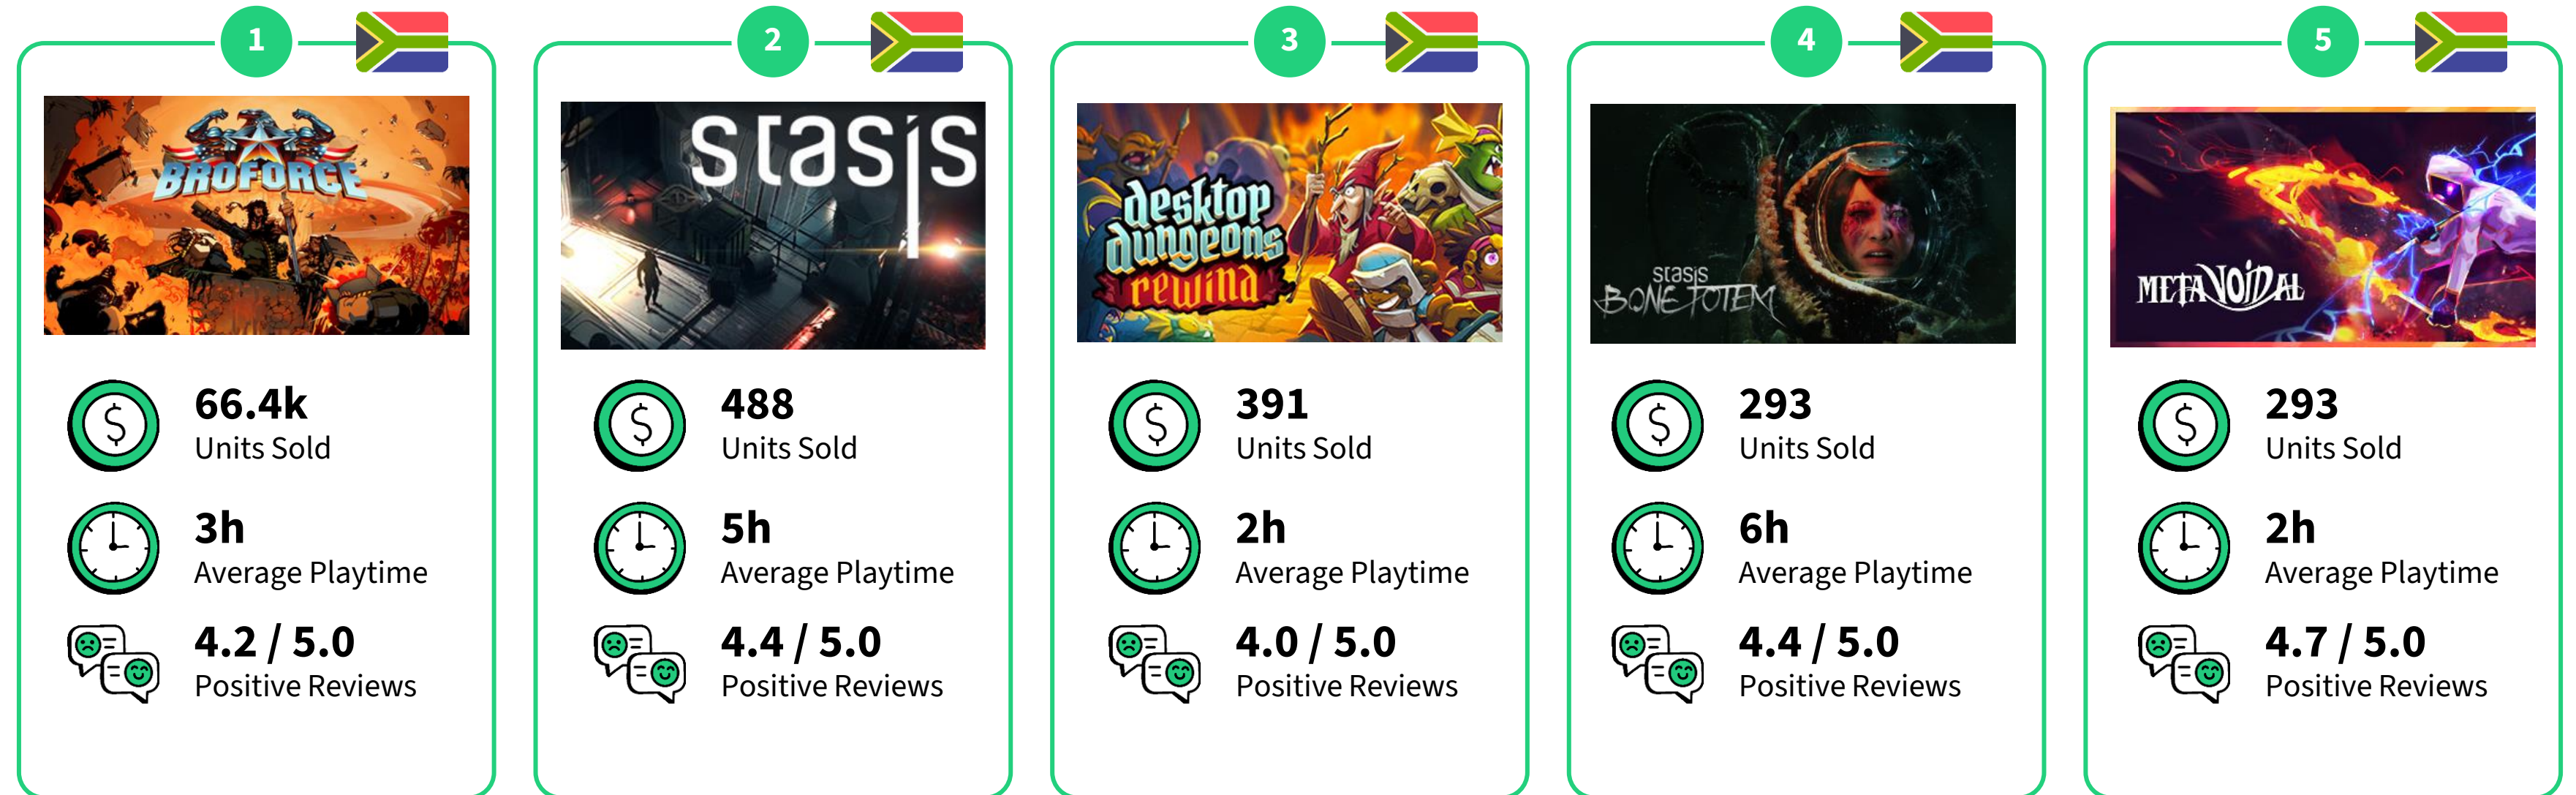 1
BROFORCE
66.4k
Units Sold
3h
Average Playtime
4.2 / 5.0
Positive Reviews
2
stasis
488
Units Sold
5h
Average Playtime
4.4 / 5.0
Positive Reviews
3
desktop
dungeons
rewind
391
Units Sold
2h
Average Playtime
4.0 / 5.0
Positive Reviews
4
stasis
BONE TOTEM
293
Units Sold
6h
Average Playtime
4.4 / 5.0
Positive Reviews
5
METAVOIDAL
293
Units Sold
2h
Average Playtime
4.7 / 5.0
Positive Reviews